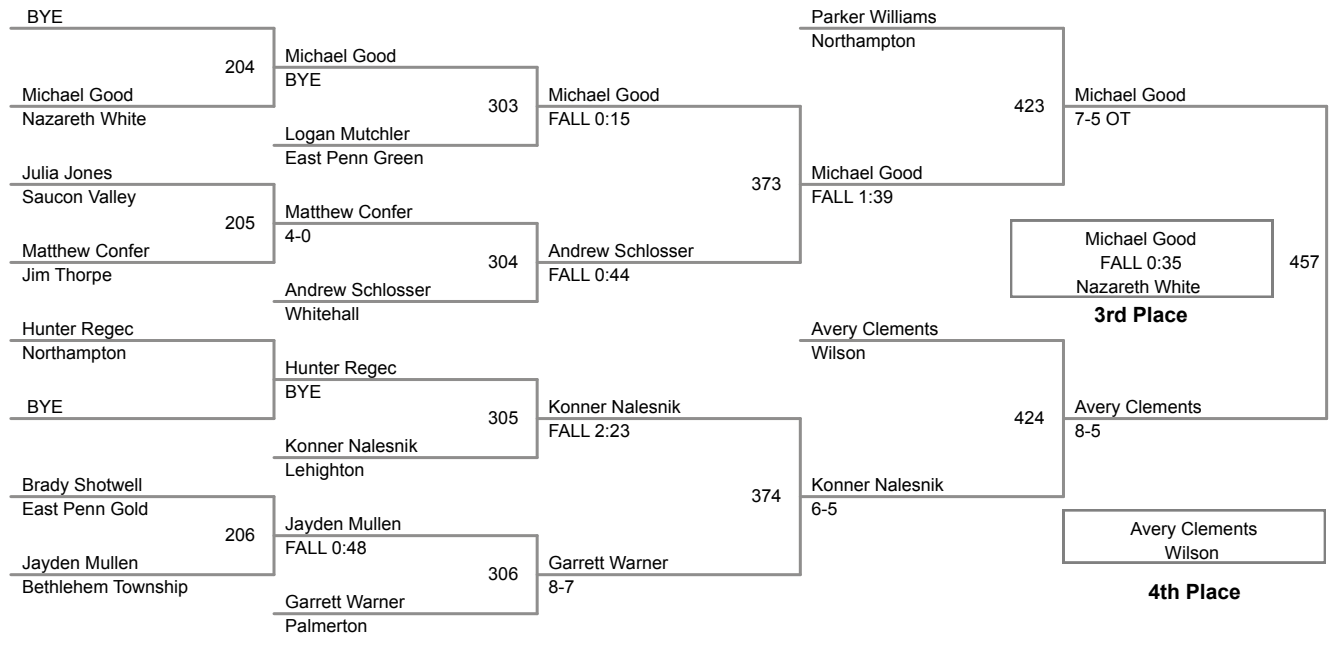 BYE
204
Michael Good
Nazareth White
Michael Good
BYE
303
Logan Mutchler
East Penn Green
Julia Jones
Saucon Valley
205
Matthew Confer
Jim Thorpe
Matthew Confer
4-0
304
Andrew Schlosser
Whitehall
Hunter Regec
Northampton
BYE
Hunter Regec
BYE
305
Konner Nalesnik
Lehighton
Brady Shotwell
East Penn Gold
206
Jayden Mullen
Bethlehem Township
Jayden Mullen
FALL 0:48
306
Garrett Warner
Palmerton
Michael Good
FALL 0:15
373
Andrew Schlosser
FALL 0:44
Konner Nalesnik
FALL 2:23
374
Garrett Warner
8-7
Parker Williams
Northampton
423
Michael Good
FALL 1:39
Avery Clements
Wilson
424
Konner Nalesnik
6-5
Michael Good
7-5 OT
Michael Good
FALL 0:35
Nazareth White
457
3rd Place
Avery Clements
8-5
Avery Clements
Wilson
4th Place